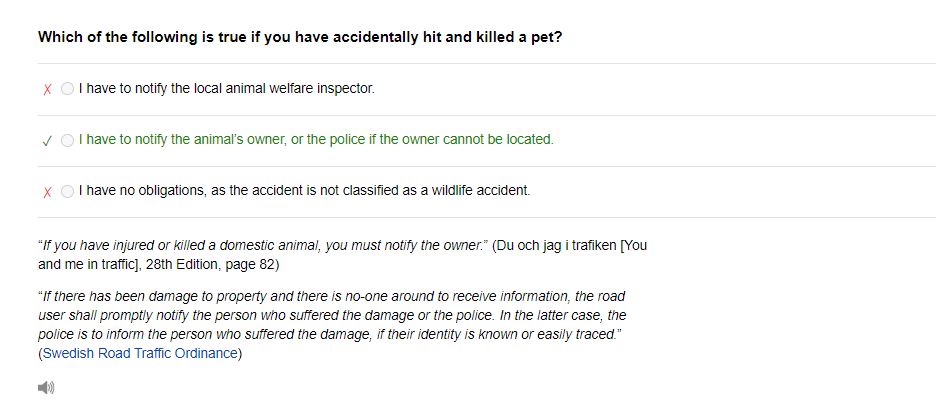 Which of the following is true if you have accidentally hit and killed a pet?
✗ I have to notify the local animal welfare inspector.
✓ I have to notify the animal's owner, or the police if the owner cannot be located.
✗ I have no obligations, as the accident is not classified as a wildlife accident.
“If you have injured or killed a domestic animal, you must notify the owner.” (Du och jag i trafiken [You
and me in traffic], 28th Edition, page 82)
“If there has been damage to property and there is no-one around to receive information, the road
user shall promptly notify the person who suffered the damage or the police. In the latter case, the
police is to inform the person who suffered the damage, if their identity is known or easily traced.”
(Swedish Road Traffic Ordinance)